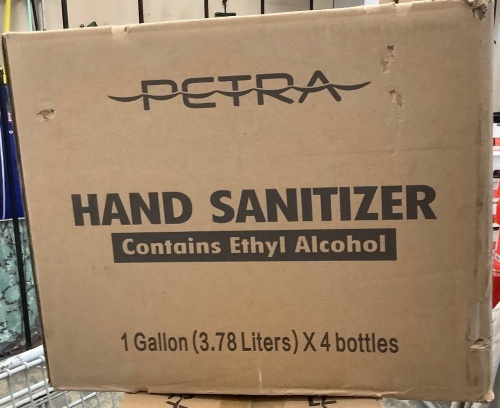 PETRA
HAND SANITIZER
Contains Ethyl Alcohol
1 Gallon (3.78 Liters) X 4 bottles